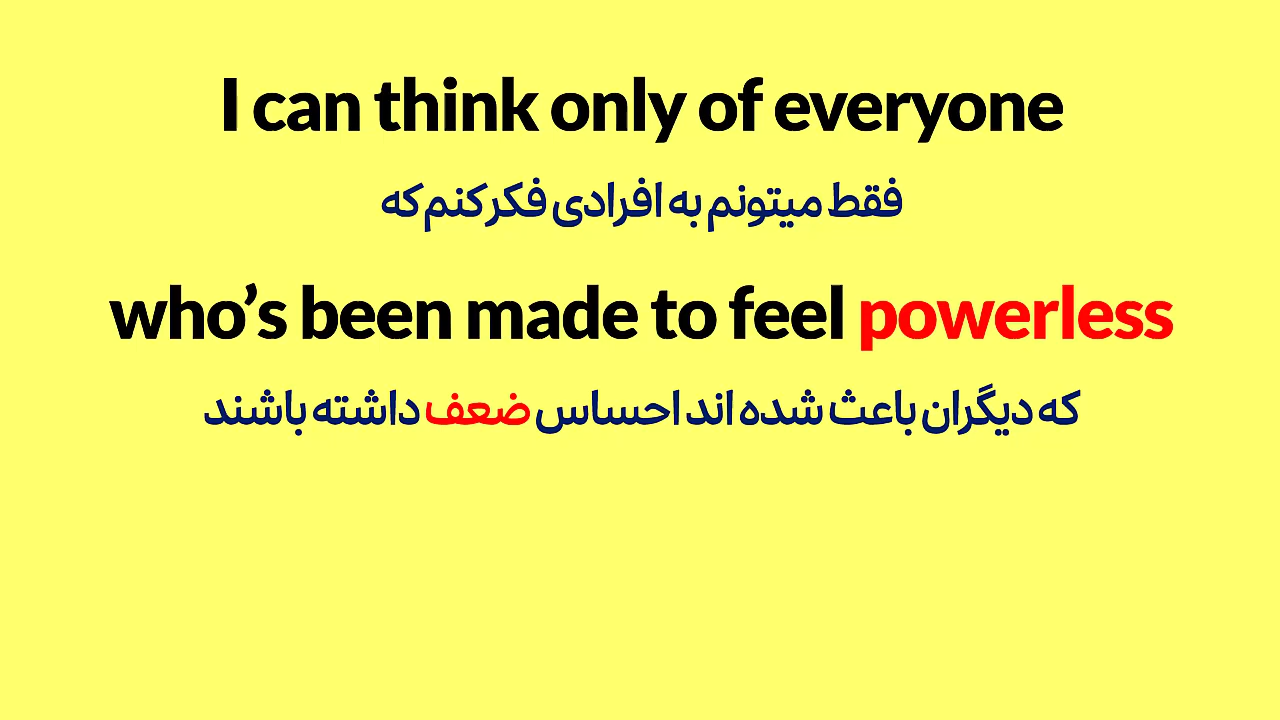 I can think only of everyone
فقط میتونم به افرادی فکر کنم که
who’s been made to feel powerless
که دیگران باعث شده اند احساس ضعف داشته باشند